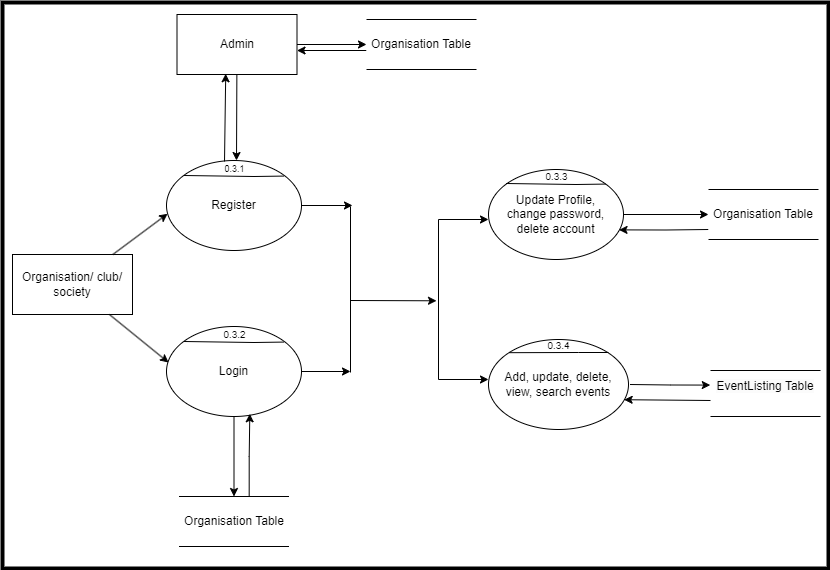 Admin
Organisation Table
0.3.1
Register
0.3.3
Update Profile,
change password,
delete account
Organisation Table
Organisation/ club/
society
0.3.2
Login
0.3.4
Add, update, delete,
view, search events
EventListing Table
Organisation Table